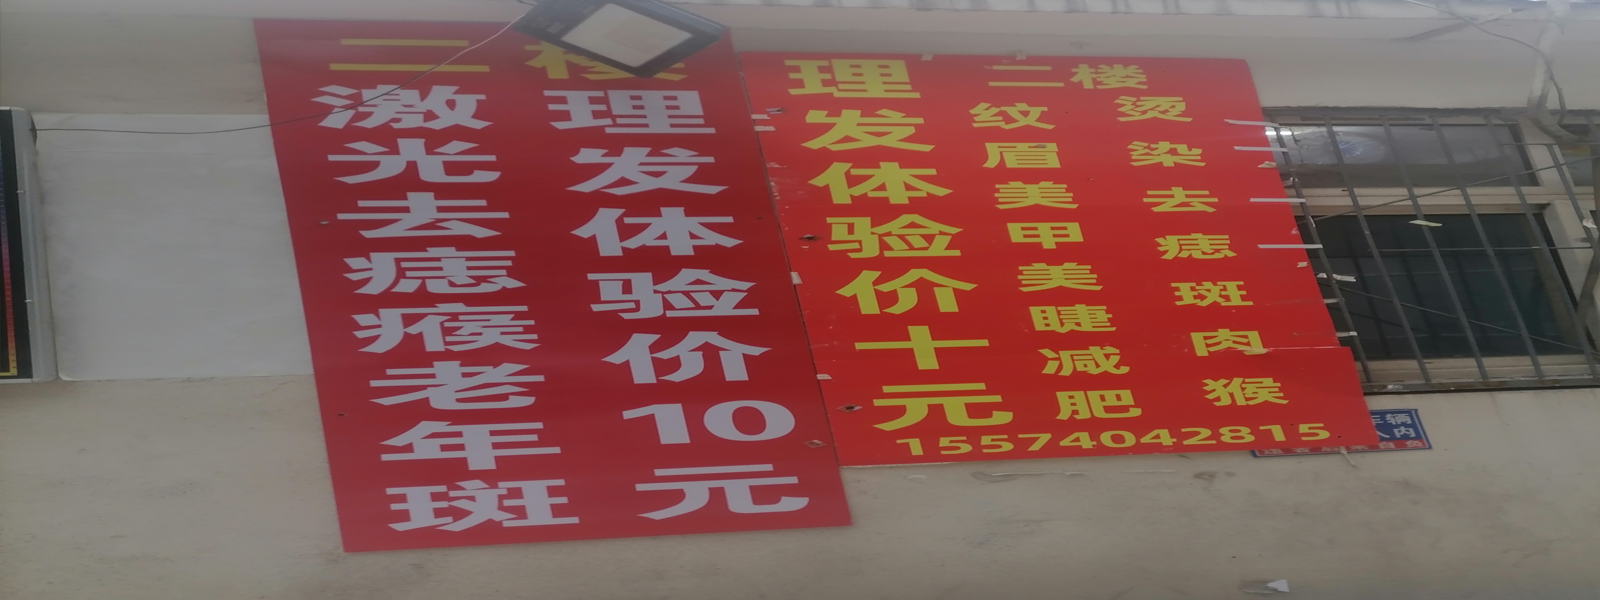 二楼
激光去痣瘊老年斑
理发体验价10元
理发体验价十元
二楼
纹眉美甲美睫减肥
烫染去痣斑肉猴
15574042815